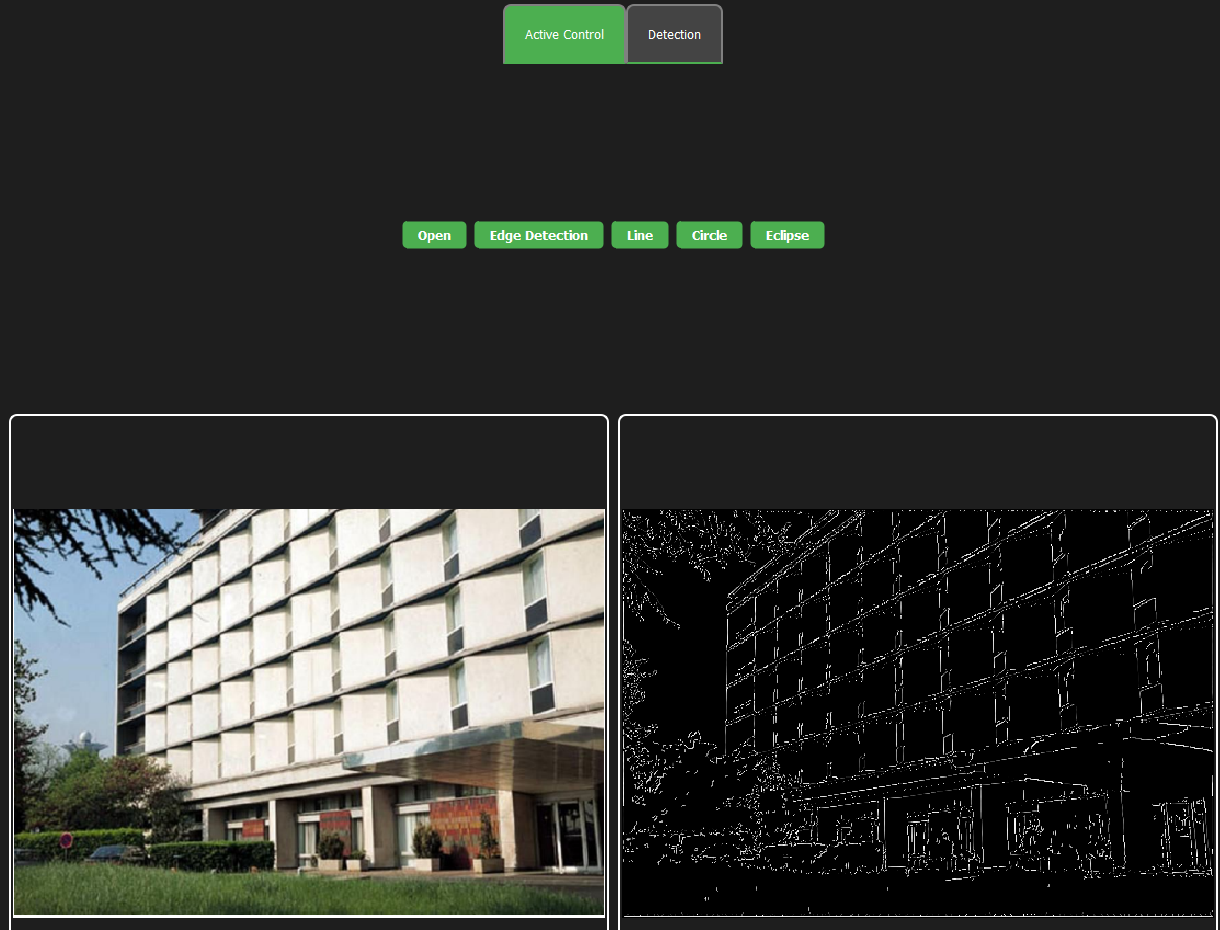 Active Control
Detection
Open
Edge Detection
Line
Circle
Eclipse